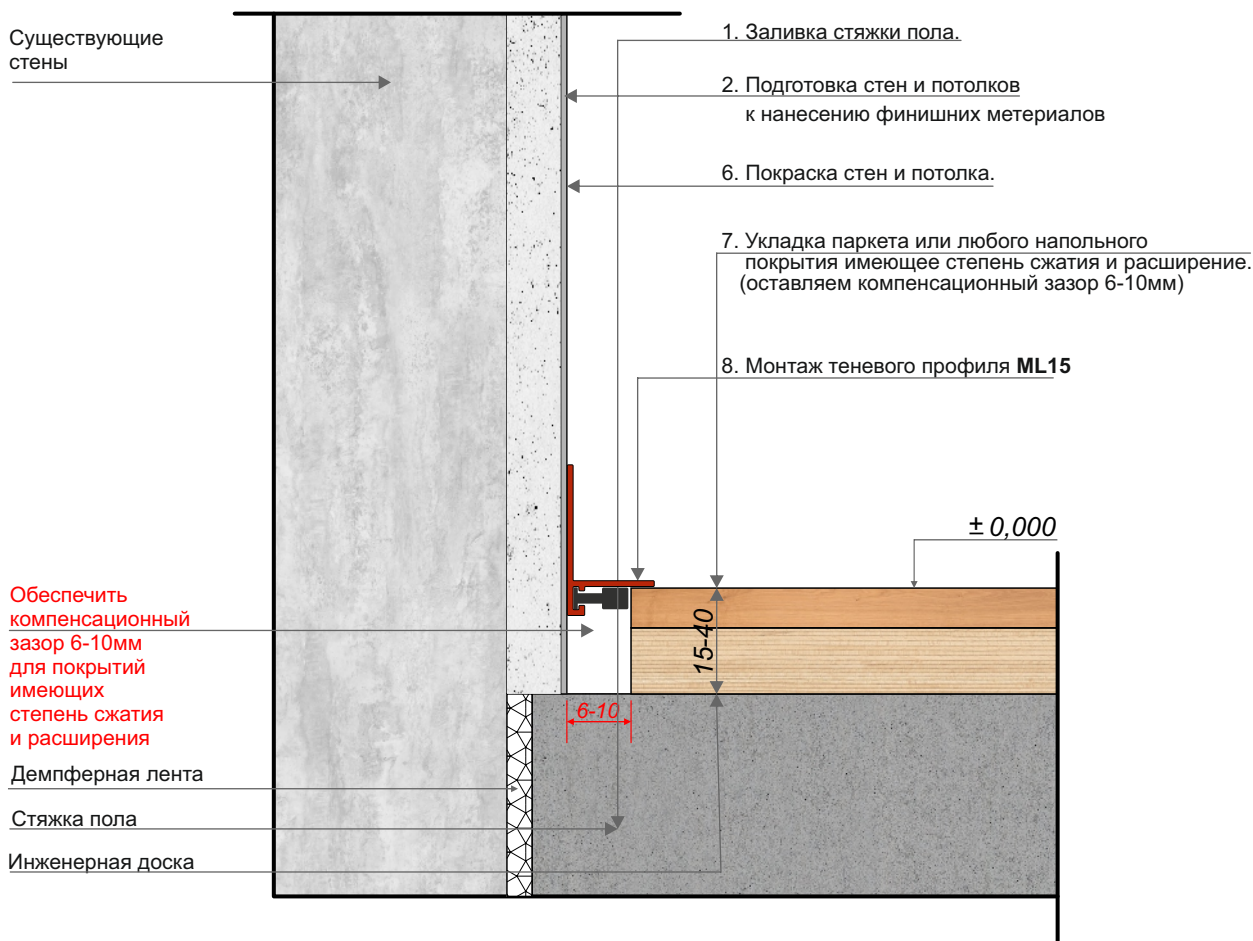 Существующие
стены
1. Заливка стяжки пола.
2. Подготовка стен и потолков
к нанесению финишних метериалов
6. Покраска стен и потолка.
7. Укладка паркета или любого напольного
покрытия имеющее степень сжатия и расширение.
(оставляем компенсационный зазор 6-10мм)
8. Монтаж теневого профиля ML15
± 0,000
Обеспечить
компенсационный
зазор 6-10мм
для покрытий
имеющих
степень сжатия
и расширения
15-40
6-10
Демпферная лента
Стяжка пола
Инженерная доска